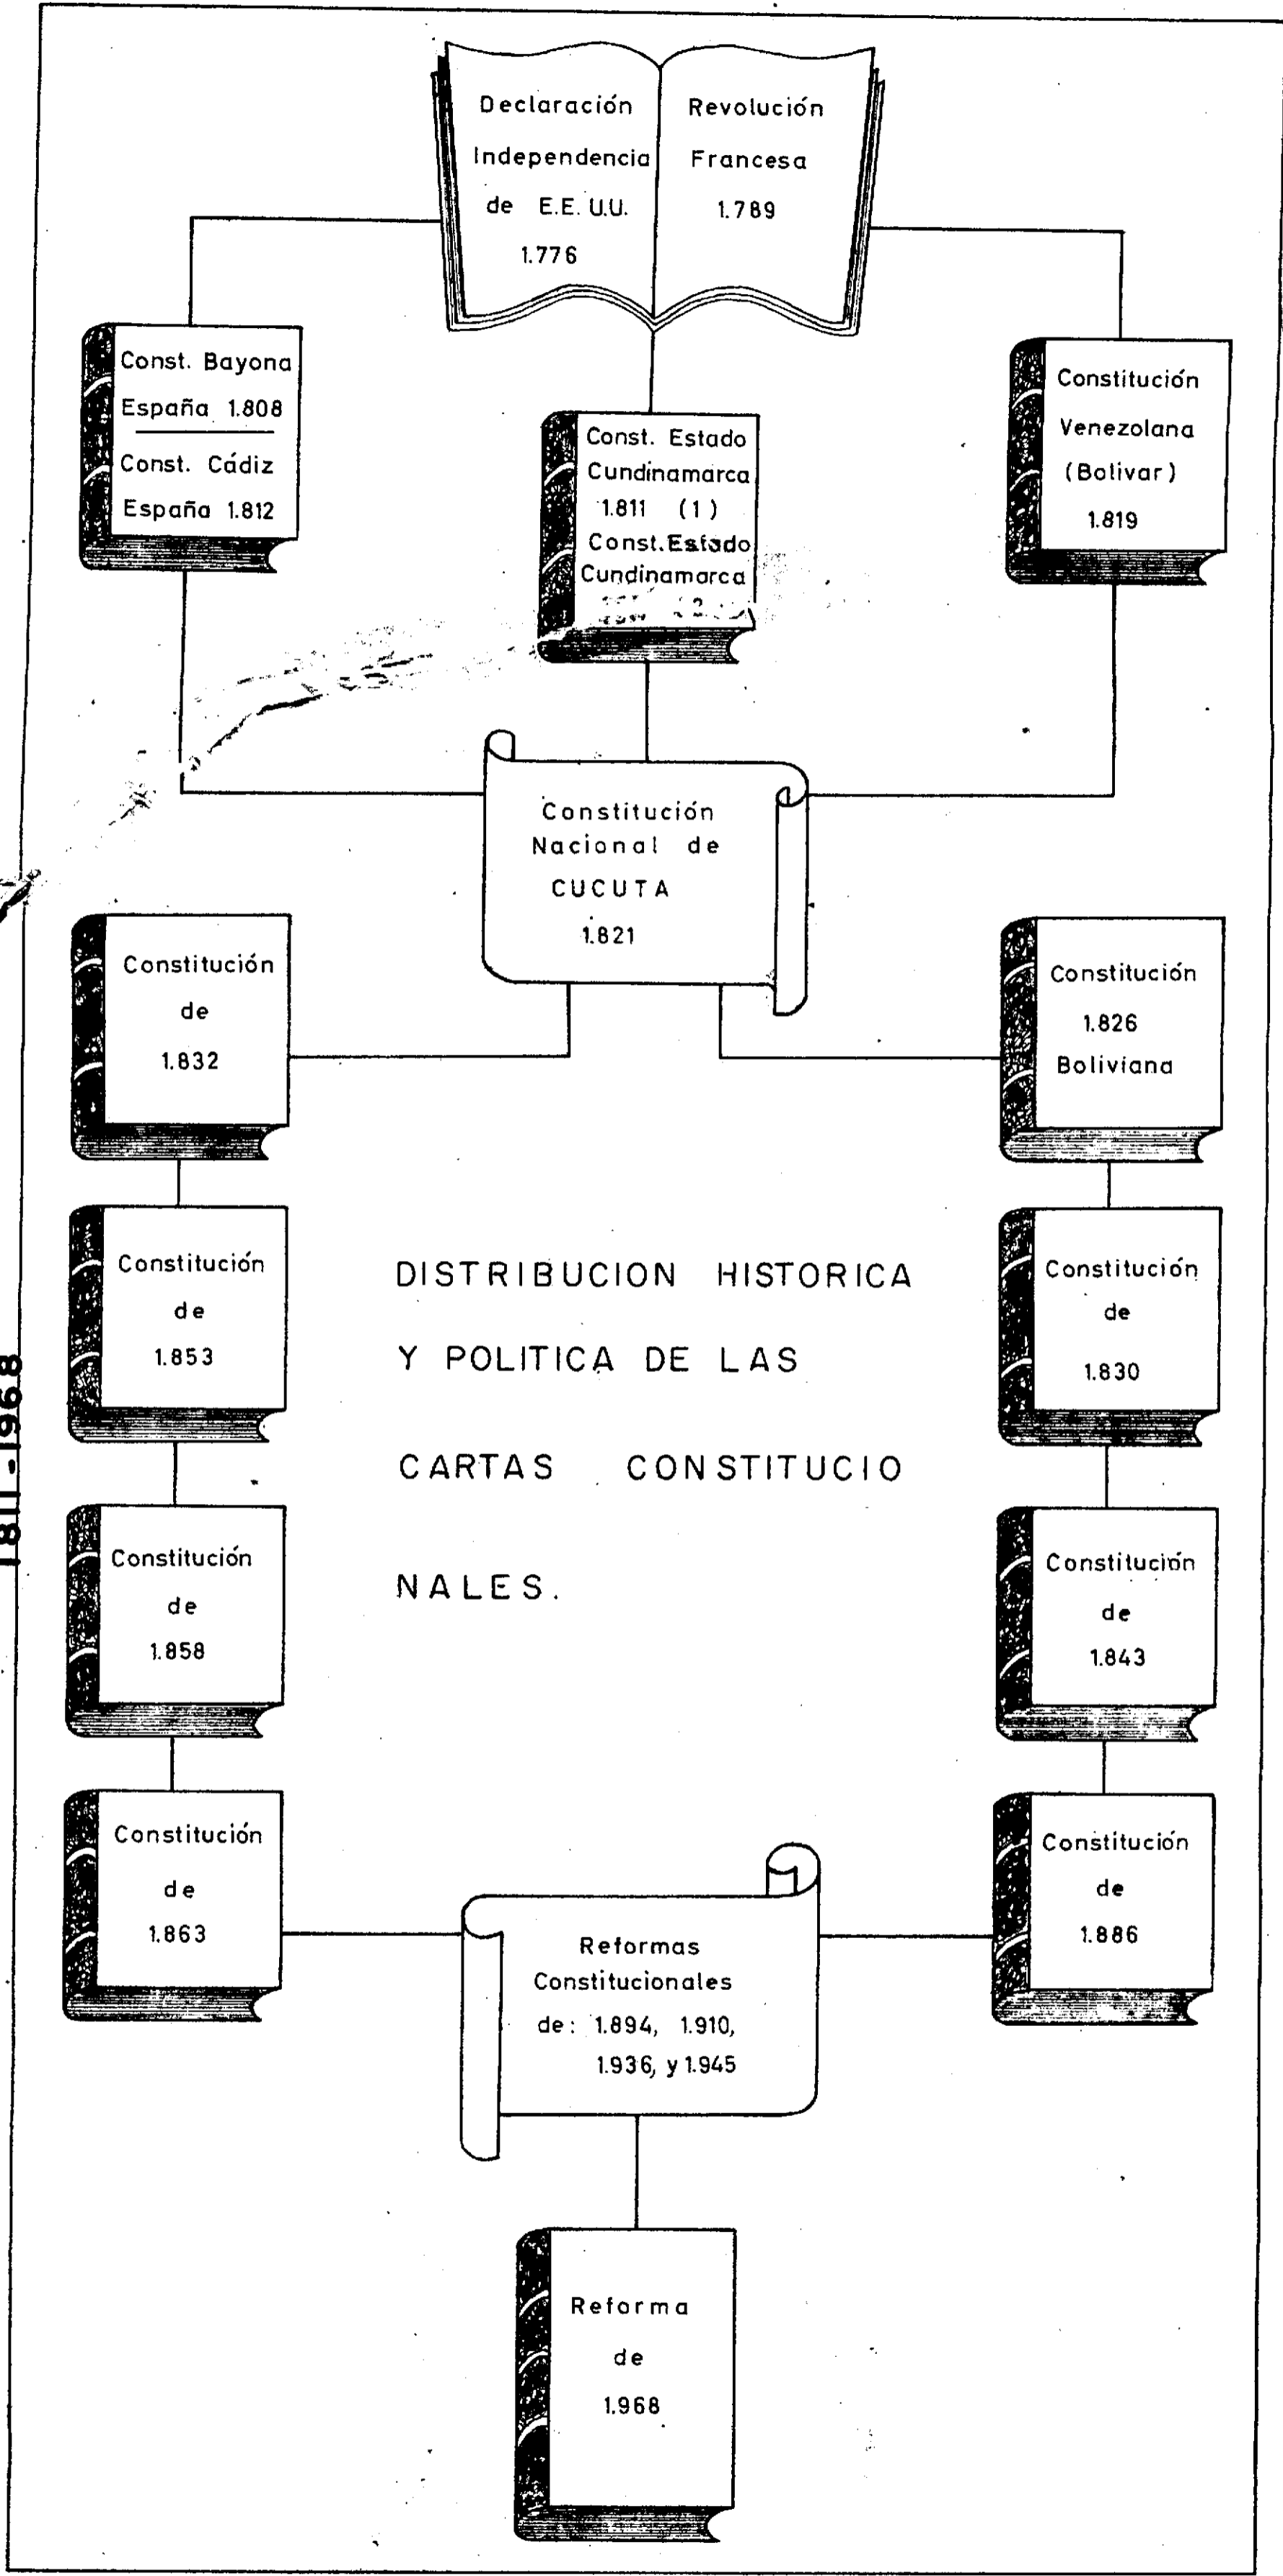 Declaración
Independencia
de E.E.U.U.
1.776
Revolución
Francesa
1.789
Const. Bayona
España 1.808
Const. Cádiz
España 1.812
Const. Estado
Cundinamarca
1.811 (1)
Const. Estado
Cundinamarca
Constitución
Venezolana
(Bolivar)
1.819
Constitución
Nacional de
CUCUTA
1.821
Constitución
de
1.832
Constitución
1.826
Boliviana
Constitución
de
1.853
Constitución
de
1.830
DISTRIBUCION HISTORICA
Y POLITICA DE LAS
CARTAS CONSTITUCIO
NALES.
1811-1968
Constitución
de
1.858
Constitución
de
1.843
Constitución
de
1.863
Constitución
de
1.886
Reformas
Constitucionales
de: 1.894, 1.910,
1.936, y 1.945
Reforma
de
1.968